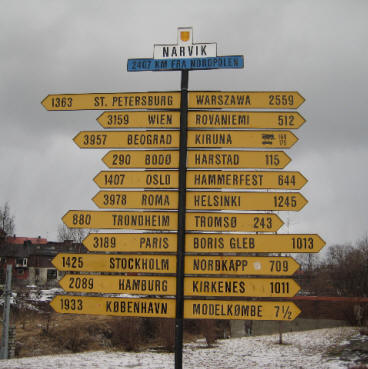 NARVIK
2407 KM FRA NORDPOLEN
1363 ST. PETERSBURG WARSZAWA 2559
3159 WIEN ROVANIEMI 512
3957 BEOGRAD KIRUNA 168 175
290 BODØ HARSTAD 115
1407 OSLO HAMMERFEST 644
3978 ROMA HELSINKI 1245
880 TRONDHEIM TROMSØ 243
3189 PARIS BORIS GLEB 1013
1425 STOCKHOLM NORDKAPP 709
2089 HAMBURG KIRKENES 1011
1933 KØBENHAVN MODELKØMBE 7½